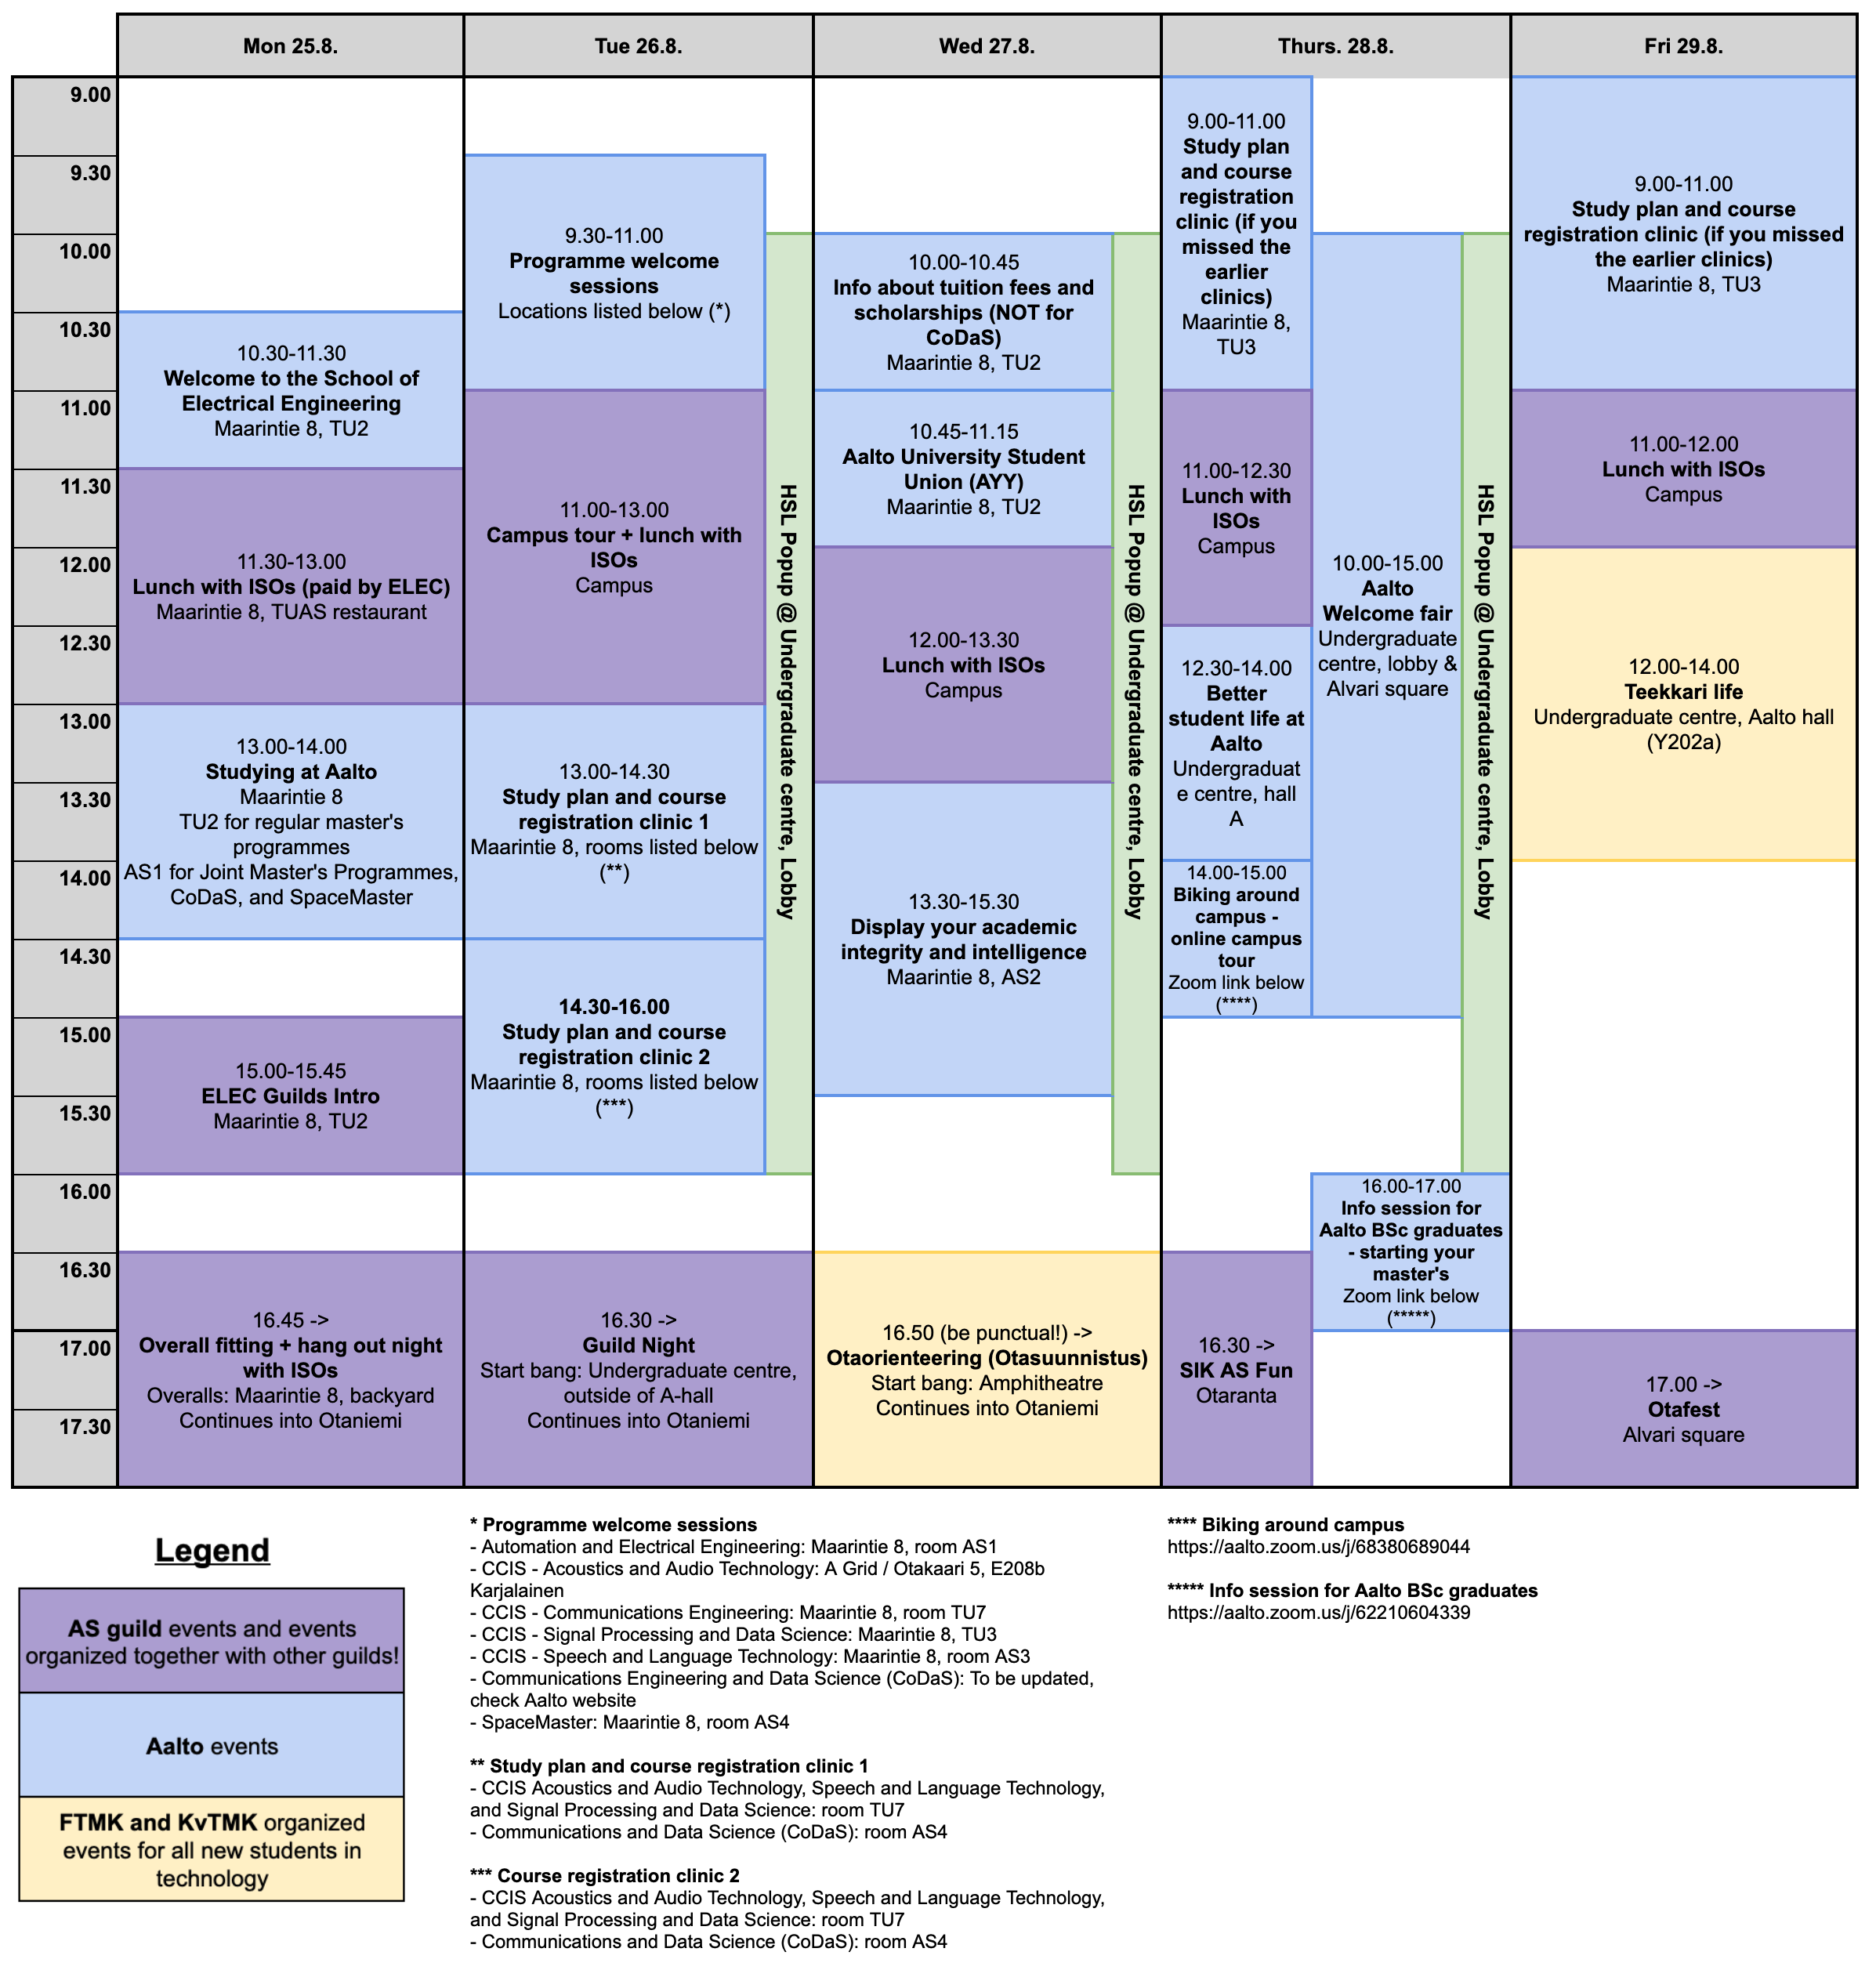 Mon 25.8.
Tue 26.8.
Wed 27.8.
Thurs. 28.8.
Fri 29.8.
9.00
9.30
10.00
10.30
11.00
11.30
12.00
12.30
13.00
13.30
14.00
14.30
15.00
15.30
16.00
16.30
17.00
17.30
10.30-11.30
Welcome to the School of
Electrical Engineering
Maarintie 8, TU2
11.30-13.00
Lunch with ISOs (paid by ELEC)
Maarintie 8, TUAS restaurant
13.00-14.00
Studying at Aalto
Maarintie 8
TU2 for regular master's
programmes
AS1 for Joint Master's Programmes,
CoDaS, and SpaceMaster
15.00-15.45
ELEC Guilds Intro
Maarintie 8, TU2
16.45 ->
Overall fitting + hang out night
with ISOs
Overalls: Maarintie 8, backyard
Continues into Otaniemi
9.30-11.00
Programme welcome
sessions
Locations listed below (*)
11.00-13.00
Campus tour + lunch with
ISOs
Campus
13.00-14.30
Study plan and course
registration clinic 1
Maarintie 8, rooms listed below
(**)
14.30-16.00
Study plan and course
registration clinic 2
Maarintie 8, rooms listed below
(***)
HSL Popup @ Undergraduate centre, Lobby
16.30 ->
Guild Night
Start bang: Undergraduate centre,
outside of A-hall
Continues into Otaniemi
10.00-10.45
Info about tuition fees and
scholarships (NOT for
CoDaS)
Maarintie 8, TU2
10.45-11.15
Aalto University Student
Union (AYY)
Maarintie 8, TU2
12.00-13.30
Lunch with ISOs
Campus
13.30-15.30
Display your academic
integrity and intelligence
Maarintie 8, AS2
HSL Popup @ Undergraduate centre, Lobby
16.50 (be punctual!) ->
Otaorienteering (Otasuunnistus)
Start bang: Amphitheatre
Continues into Otaniemi
9.00-11.00
Study plan
and course
registration
clinic (if you
missed the
earlier
clinics)
Maarintie 8,
TU3
11.00-12.30
Lunch with
ISOs
Campus
12.30-14.00
Better
student life at
Aalto
Undergraduat
e centre, hall
A
14.00-15.00
Biking around
campus -
online campus
tour
Zoom link below
(****)
10.00-15.00
Aalto
Welcome fair
Undergraduate
centre, lobby &
Alvari square
HSL Popup @ Undergraduate centre, Lobby
16.00-17.00
Info session for
Aalto BSc graduates
- starting your
master's
Zoom link below
(*****)
16.30 ->
SIK AS Fun
Otaranta
9.00-11.00
Study plan and course
registration clinic (if you missed
the earlier clinics)
Maarintie 8, TU3
11.00-12.00
Lunch with ISOs
Campus
12.00-14.00
Teekkari life
Undergraduate centre, Aalto hall
(Y202a)
17.00 ->
Otafest
Alvari square
Legend
AS guild events and events
organized together with other guilds!
Aalto events
FTMK and KvTMK organized
events for all new students in
technology
* Programme welcome sessions
- Automation and Electrical Engineering: Maarintie 8, room AS1
- CCIS - Acoustics and Audio Technology: A Grid / Otakaari 5, E208b
Karjalainen
- CCIS - Communications Engineering: Maarintie 8, room TU7
- CCIS - Signal Processing and Data Science: Maarintie 8, TU3
- CCIS - Speech and Language Technology: Maarintie 8, room AS3
- Communications Engineering and Data Science (CoDaS): To be updated,
check Aalto website
- SpaceMaster: Maarintie 8, room AS4
** Study plan and course registration clinic 1
- CCIS Acoustics and Audio Technology, Speech and Language Technology,
and Signal Processing and Data Science: room TU7
- Communications and Data Science (CoDaS): room AS4
*** Course registration clinic 2
- CCIS Acoustics and Audio Technology, Speech and Language Technology,
and Signal Processing and Data Science: room TU7
- Communications and Data Science (CoDaS): room AS4
**** Biking around campus
https://aalto.zoom.us/j/68380689044
***** Info session for Aalto BSc graduates
https://aalto.zoom.us/j/62210604339